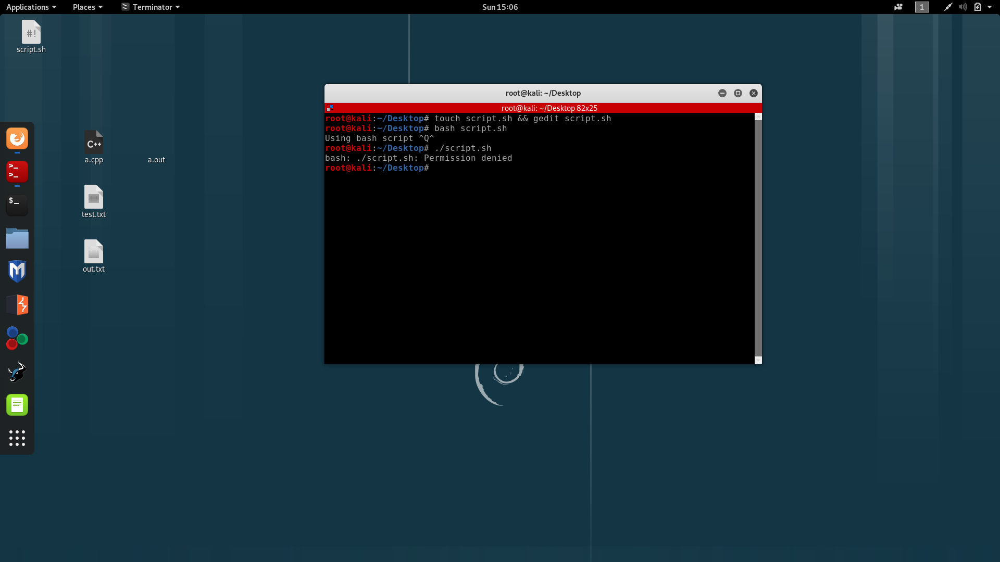 Applications Places Terminator Sun 15:06 1
#!
script.sh
root@kali: ~/Desktop
root@kali: ~/Desktop 82x25
root@kali:~/Desktop# touch script.sh && gedit script.sh
root@kali:~/Desktop# bash script.sh
Using bash script ^Q^
root@kali:~/Desktop# ./script.sh
bash: ./script.sh: Permission denied
root@kali:~/Desktop#
C++
a.cpp
a.out
test.txt
out.txt
>_
>_
$_
M